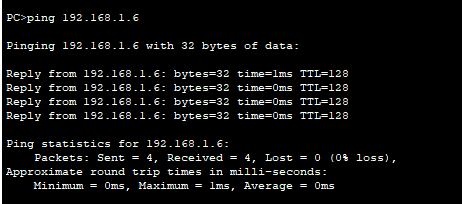 PC>ping 192.168.1.6
Pinging 192.168.1.6 with 32 bytes of data:
Reply from 192.168.1.6: bytes=32 time=1ms TTL=128
Reply from 192.168.1.6: bytes=32 time=0ms TTL=128
Reply from 192.168.1.6: bytes=32 time=0ms TTL=128
Reply from 192.168.1.6: bytes=32 time=0ms TTL=128
Ping statistics for 192.168.1.6:
    Packets: Sent = 4, Received = 4, Lost = 0 (0% loss),
Approximate round trip times in milli-seconds:
    Minimum = 0ms, Maximum = 1ms, Average = 0ms